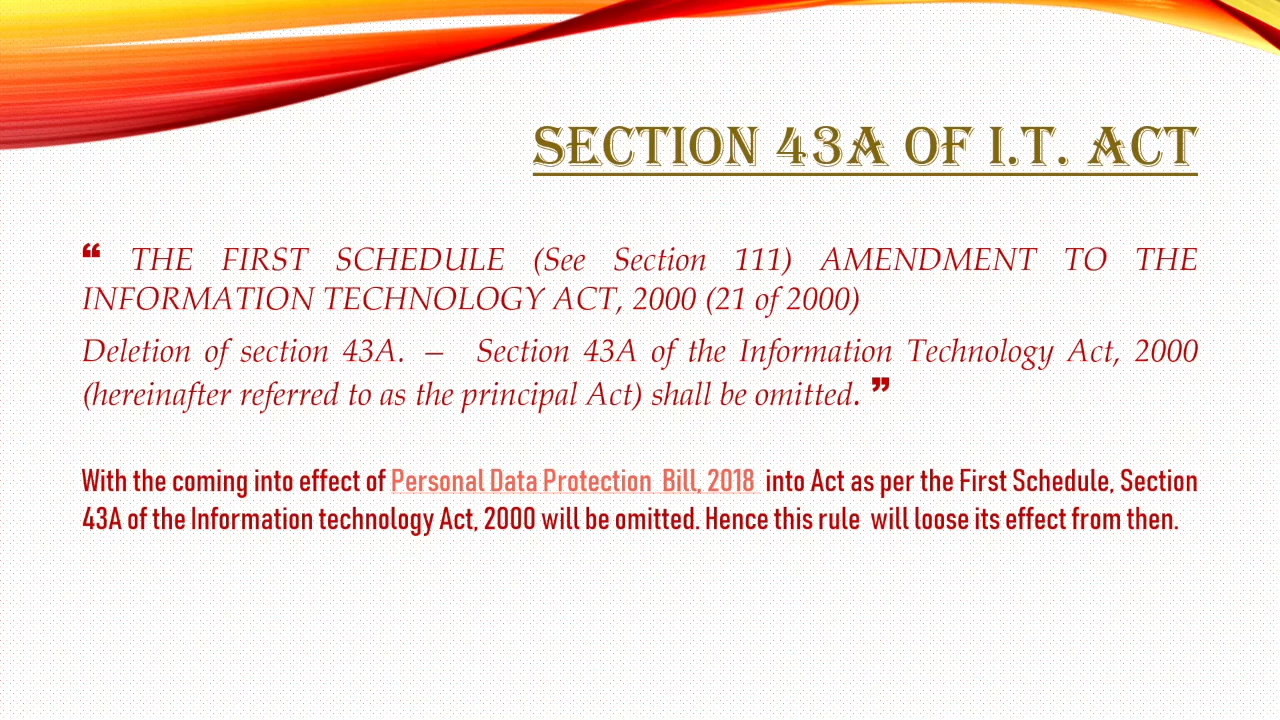 SECTION 43A OF I.T. ACT
❝ THE FIRST SCHEDULE (See Section 111) AMENDMENT TO THE
INFORMATION TECHNOLOGY ACT, 2000 (21 of 2000)
Deletion of section 43A. — Section 43A of the Information Technology Act, 2000
(hereinafter referred to as the principal Act) shall be omitted. ❞
With the coming into effect of Personal Data Protection Bill, 2018 into Act as per the First Schedule, Section
43A of the Information technology Act, 2000 will be omitted. Hence this rule will loose its effect from then.